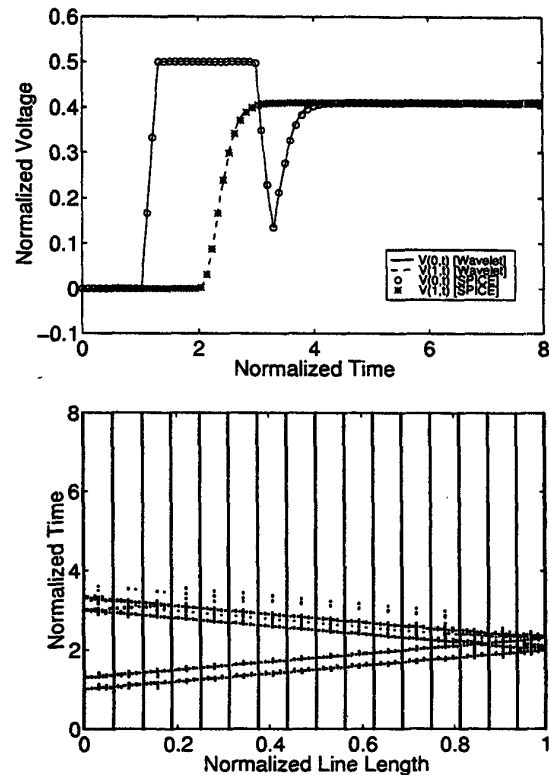 0.6
0.5
0.4
0.3
0.2
0.1
0
−0.1
Normalized Voltage
V(0,t) [Wavelet]
V(1,t) [Wavelet]
V(0,t) [SPICE]
V(1,t) [SPICE]
0 2 4 6 8
Normalized Time
8
6
4
2
0
Normalized Time
0 0.2 0.4 0.6 0.8 1
Normalized Line Length